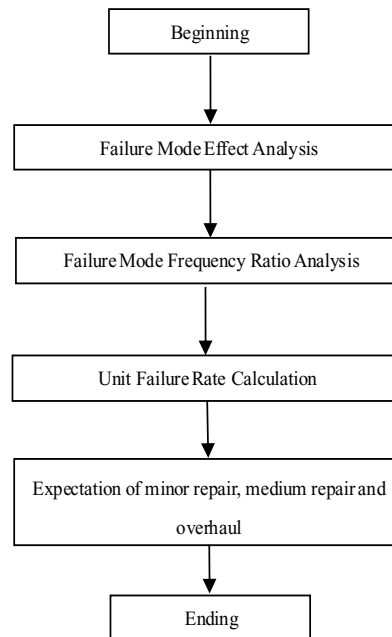 Beginning
Failure Mode Effect Analysis
Failure Mode Frequency Ratio Analysis
Unit Failure Rate Calculation
Expectation of minor repair, medium repair and
overhaul
Ending